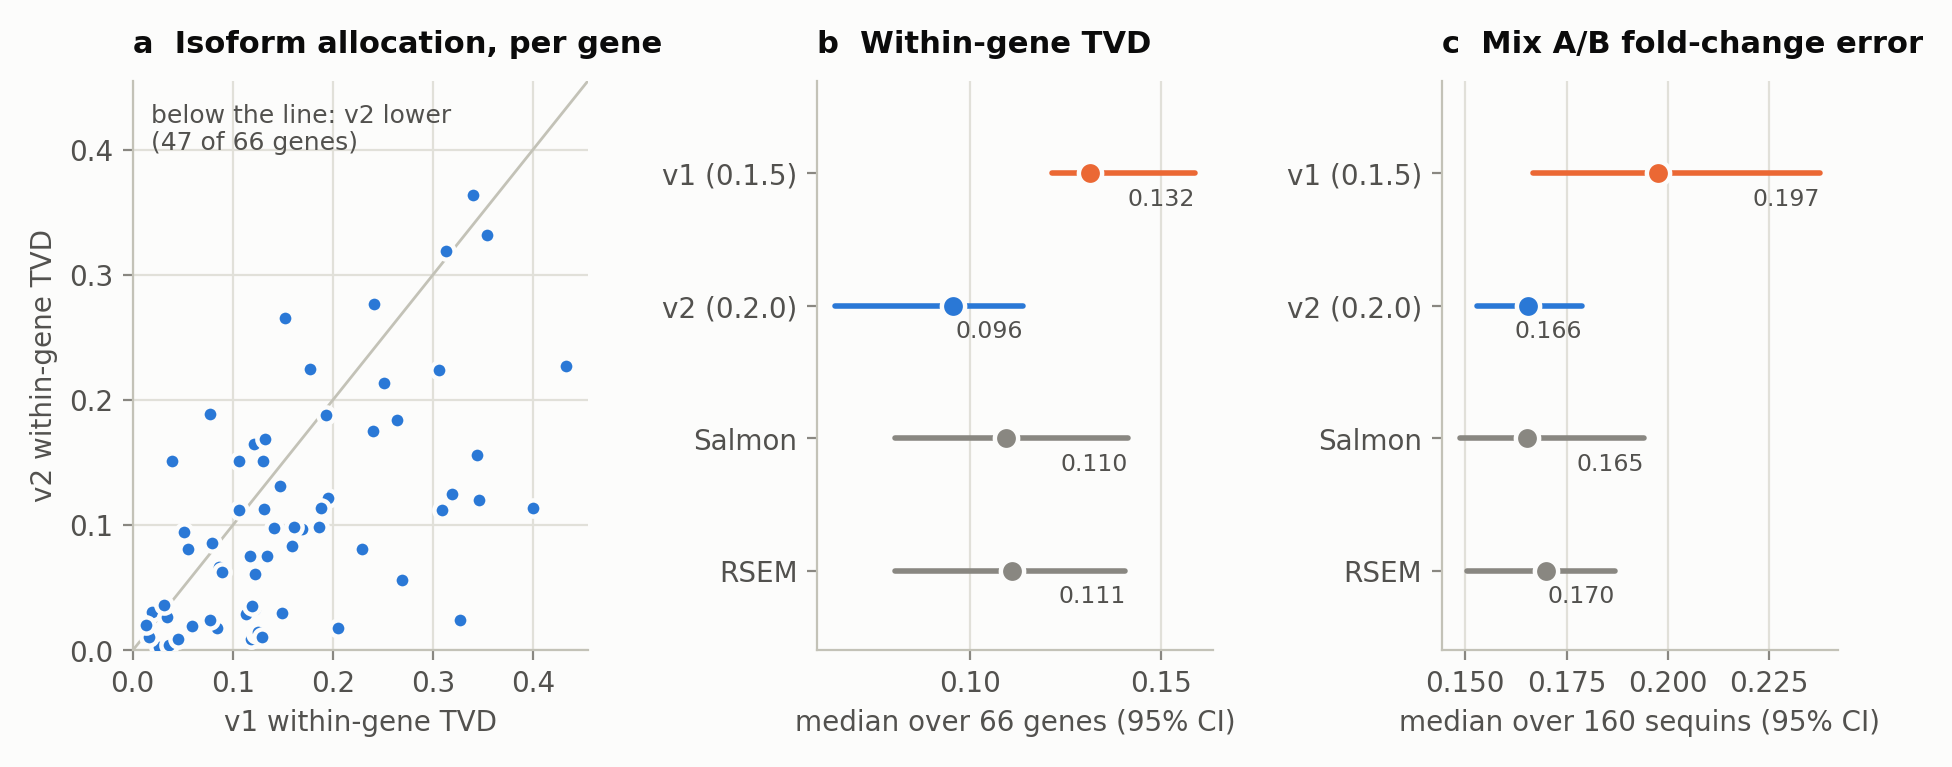 a  Isoform allocation, per gene
below the line: v2 lower
(47 of 66 genes)
v2 within-gene TVD
0.4
0.3
0.2
0.1
0.0
0.0 0.1 0.2 0.3 0.4
v1 within-gene TVD
b  Within-gene TVD
v1 (0.1.5)
0.132
v2 (0.2.0)
0.096
Salmon
0.110
RSEM
0.111
0.10 0.15
median over 66 genes (95% CI)
c  Mix A/B fold-change error
v1 (0.1.5)
0.197
v2 (0.2.0)
0.166
Salmon
0.165
RSEM
0.170
0.150 0.175 0.200 0.225
median over 160 sequins (95% CI)